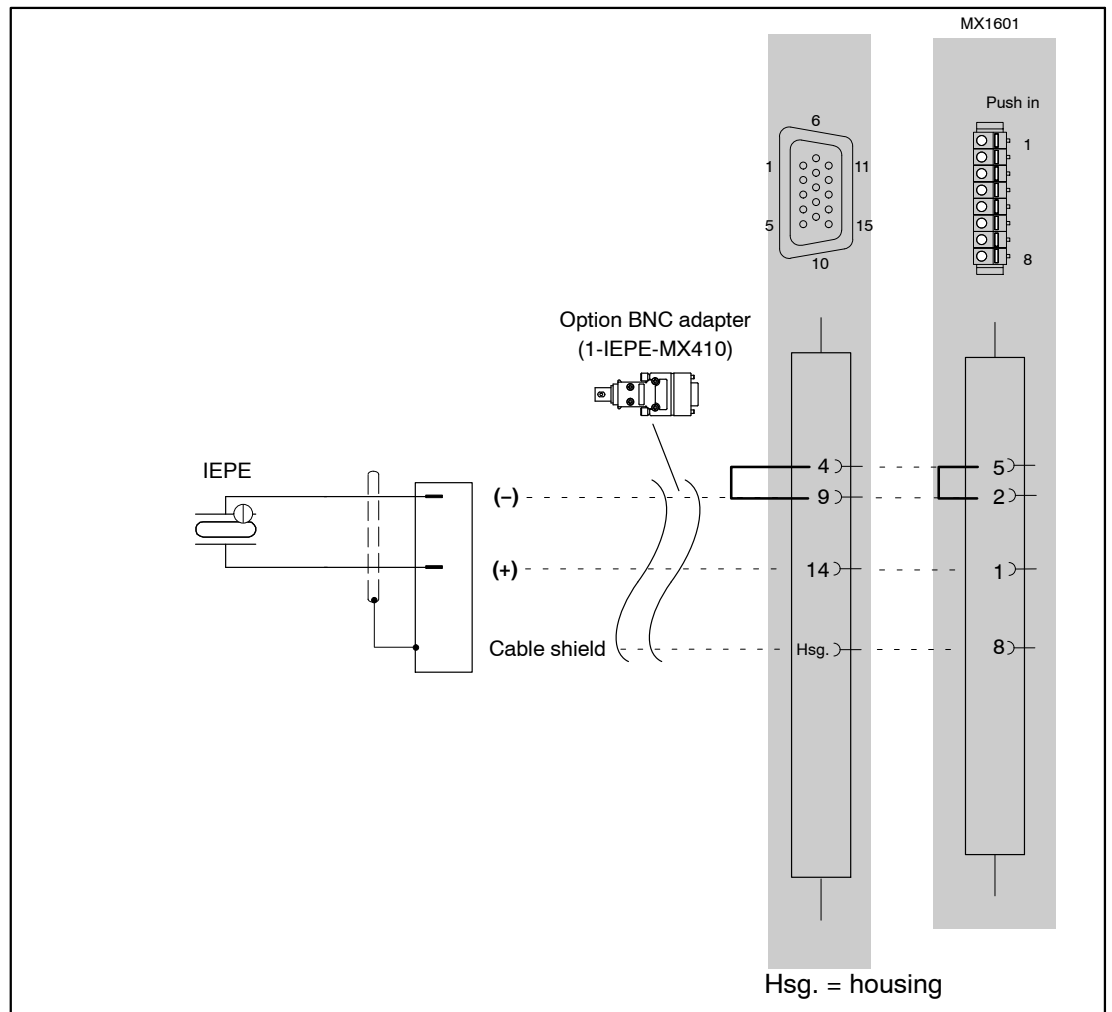 MX1601
Push in
6
1
11
1
5
15
8
10
Option BNC adapter
(1-IEPE-MX410)
IEPE
4
5
(–)
9
2
(+)
14
1
Cable shield
Hsg.
8
Hsg. = housing